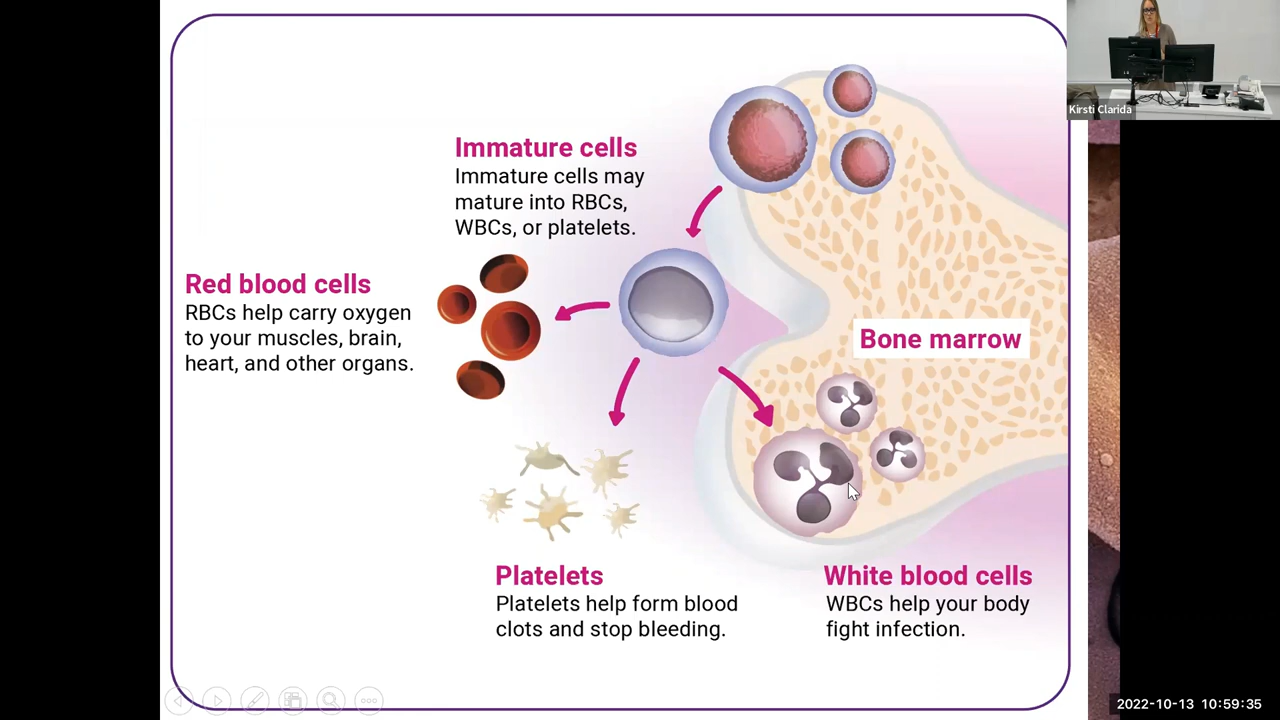 Kirsti Clarida
Immature cells
Immature cells may
mature into RBCs,
WBCs, or platelets.
Red blood cells
RBCs help carry oxygen
to your muscles, brain,
heart, and other organs.
Bone marrow
Platelets
Platelets help form blood
clots and stop bleeding.
White blood cells
WBCs help your body
fight infection.
2022-10-13 10:59:35